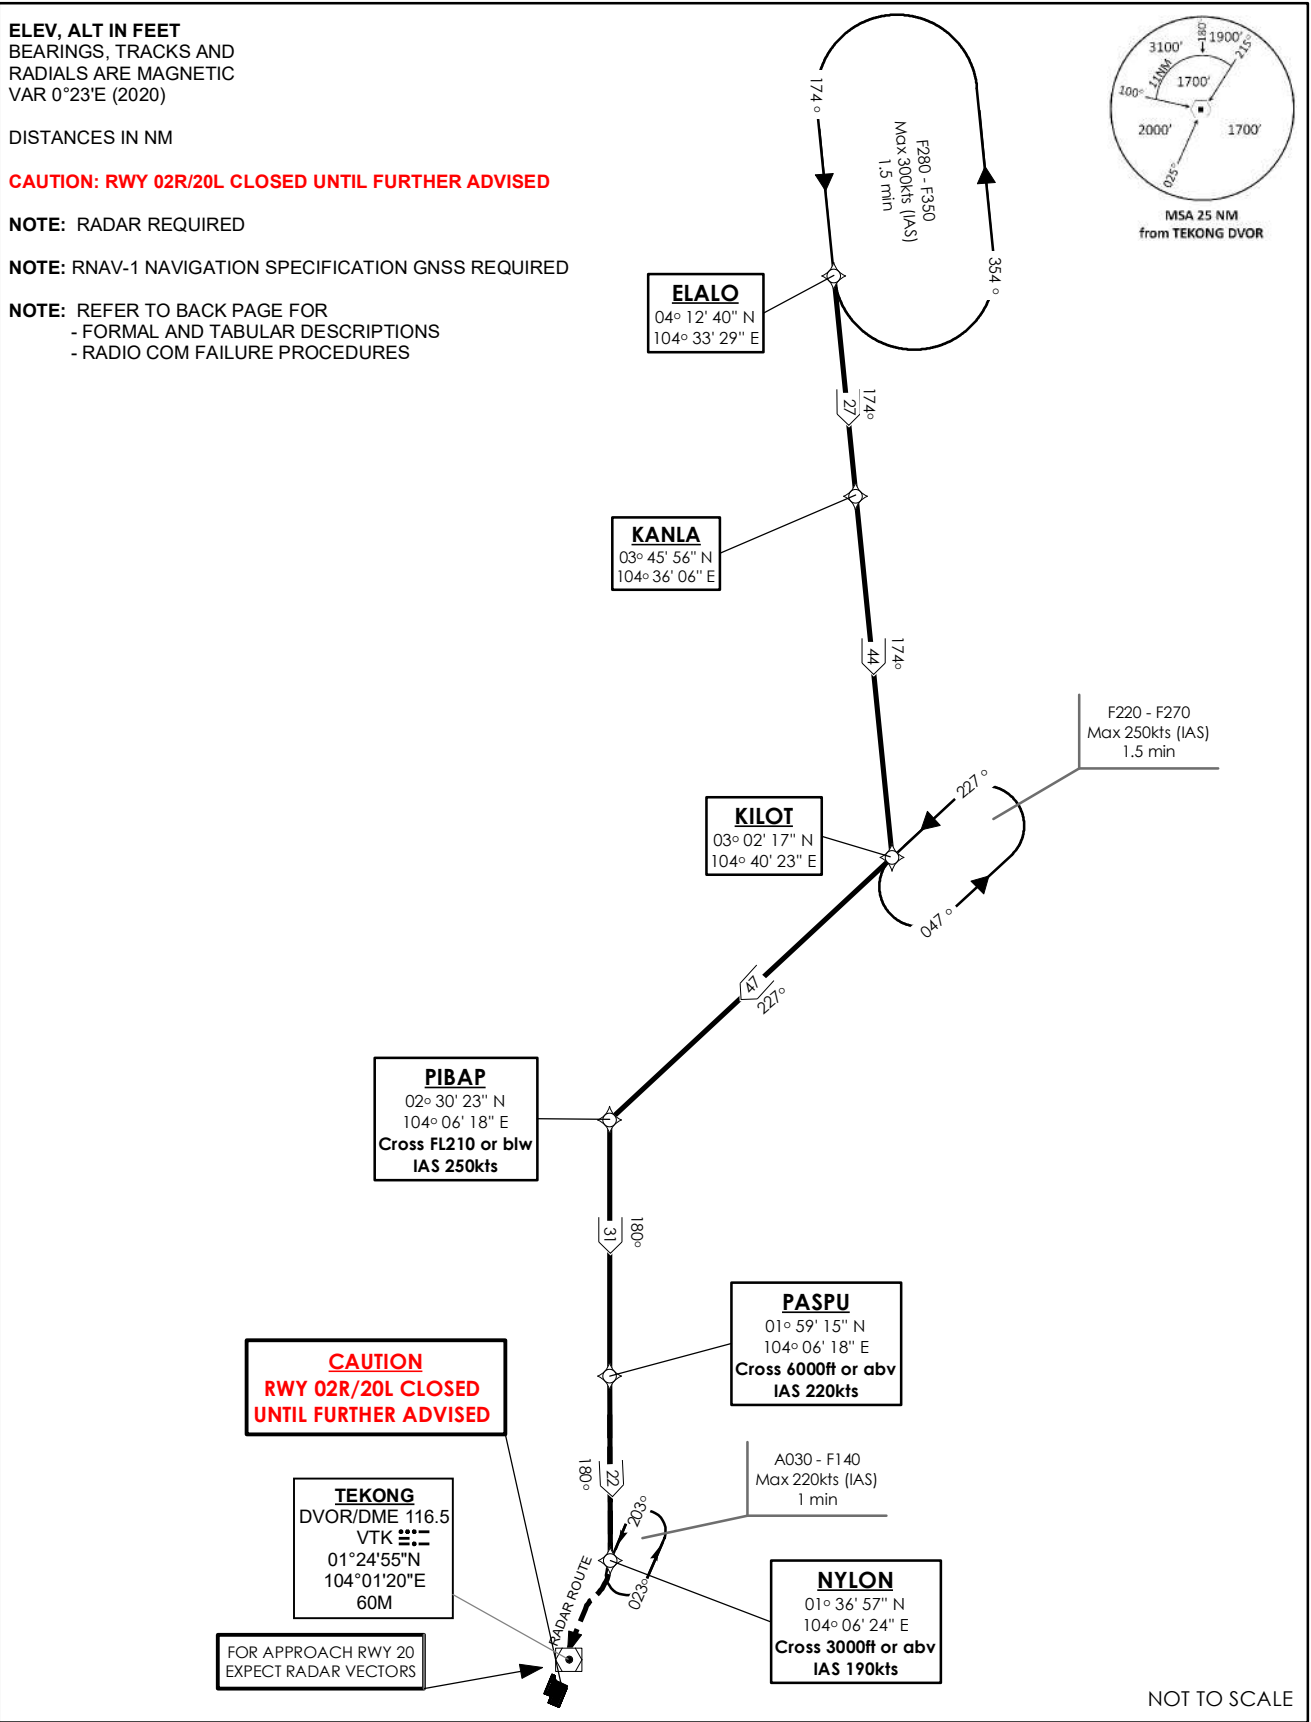 ELEV, ALT IN FEET
BEARINGS, TRACKS AND
RADIALS ARE MAGNETIC
VAR 0°23'E (2020)
DISTANCES IN NM
CAUTION: RWY 02R/20L CLOSED UNTIL FURTHER ADVISED
NOTE: RADAR REQUIRED
NOTE: RNAV-1 NAVIGATION SPECIFICATION GNSS REQUIRED
NOTE: REFER TO BACK PAGE FOR
- FORMAL AND TABULAR DESCRIPTIONS
- RADIO COM FAILURE PROCEDURES
3100'
180°
1900'
215°
11NM
1700'
100°
2000'
1700'
025°
MSA 25 NM
from TEKONG DVOR
174°
F280 - F350
Max 300kts (IAS)
1.5 min
354°
ELALO
04° 12' 40" N
104° 33' 29" E
27
174°
KANLA
03° 45' 56" N
104° 36' 06" E
44
174°
F220 - F270
Max 250kts (IAS)
1.5 min
227°
047°
KILOT
03° 02' 17" N
104° 40' 23" E
47
227°
PIBAP
02° 30' 23" N
104° 06' 18" E
Cross FL210 or blw
IAS 250kts
31
180°
PASPU
01° 59' 15" N
104° 06' 18" E
Cross 6000ft or abv
IAS 220kts
CAUTION
RWY 02R/20L CLOSED
UNTIL FURTHER ADVISED
180°
22
A030 - F140
Max 220kts (IAS)
1 min
203°
023°
TEKONG
DVOR/DME 116.5
VTK
01°24'55"N
104°01'20"E
60M
RADAR ROUTE
NYLON
01° 36' 57" N
104° 06' 24" E
Cross 3000ft or abv
IAS 190kts
FOR APPROACH RWY 20
EXPECT RADAR VECTORS
NOT TO SCALE